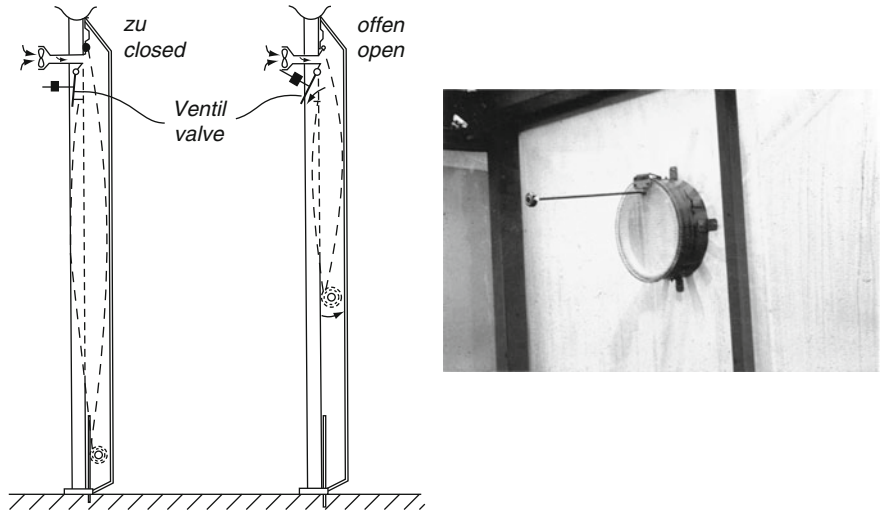 zu
closed
offen
open
Ventil
valve